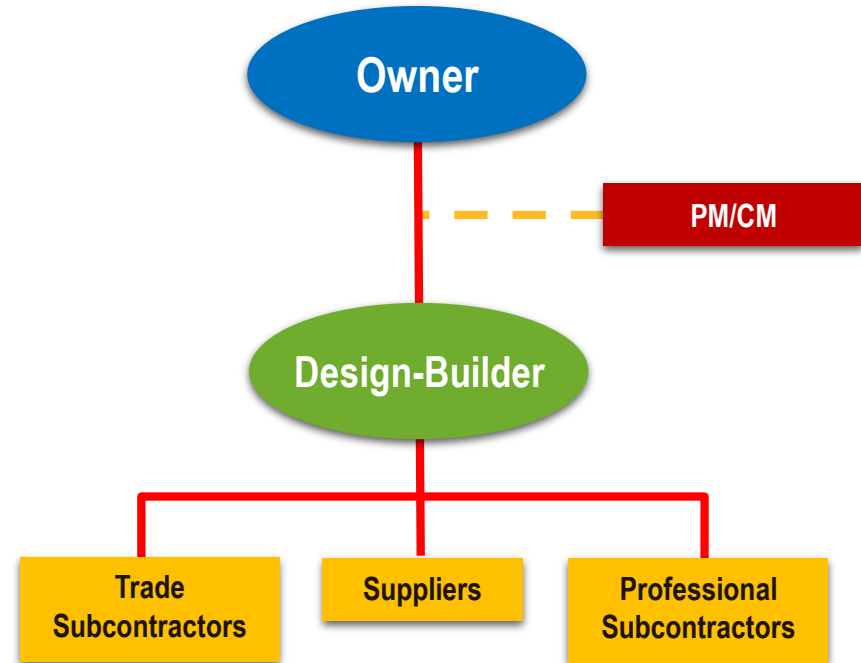 Owner
PM/CM
Design-Builder
Trade
Subcontractors
Suppliers
Professional
Subcontractors